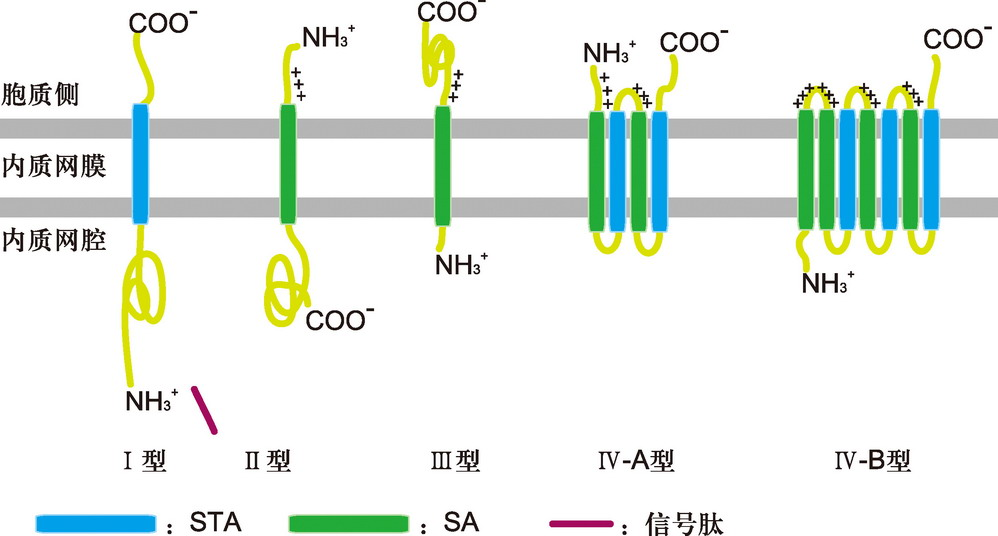 COO⁻
NH₃⁺
COO⁻
NH₃⁺
COO⁻
COO⁻
+++
+++
+++
++
++++
++
++
胞质侧
内质网膜
内质网腔
NH₃⁺
NH₃⁺
COO⁻
NH₃⁺
Ⅰ型
Ⅱ型
Ⅲ型
Ⅳ-A型
Ⅳ-B型
：STA
：SA
：信号肽